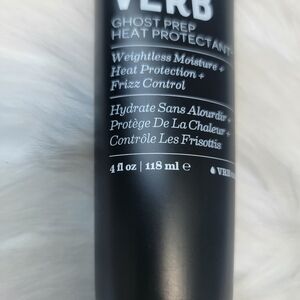 VERB
GHOST PREP
HEAT PROTECTANT
Weightless Moisture +
Heat Protection +
Frizz Control
Hydrate Sans Alourdir +
Protège De La Chaleur +
Contrôle Les Frisottis
4 fl oz | 118 ml e